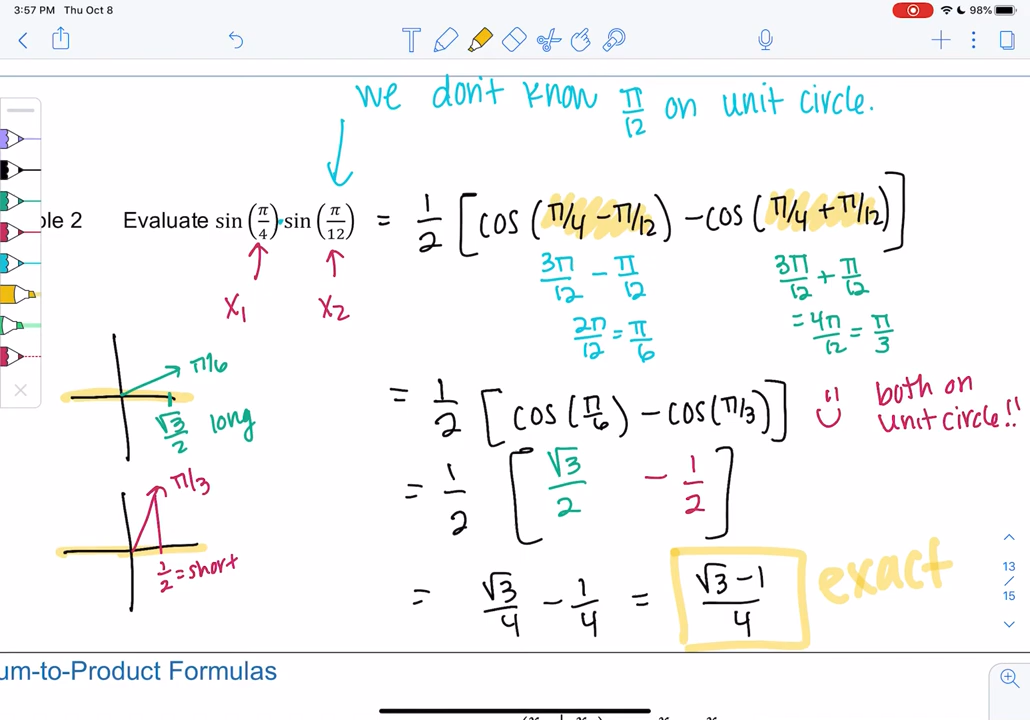 3:57 PM Thu Oct 8
98%
we don't know π/12 on unit circle.
ple 2 Evaluate sin (π/4)·sin (π/12) = 1/2 [cos (π/4 − π/12) − cos (π/4 + π/12)]
x₁ x₂
3π/12 − π/12
2π/12 = π/6
3π/12 + π/12
= 4π/12 = π/3
π/6
√3/2 long
= 1/2 [cos (π/6) − cos (π/3)]
both on
unit circle!!
π/3
1/2 = short
= 1/2 [√3/2 − 1/2]
= √3/4 − 1/4 = √3 − 1/4 exact
13
/
15
um-to-Product Formulas